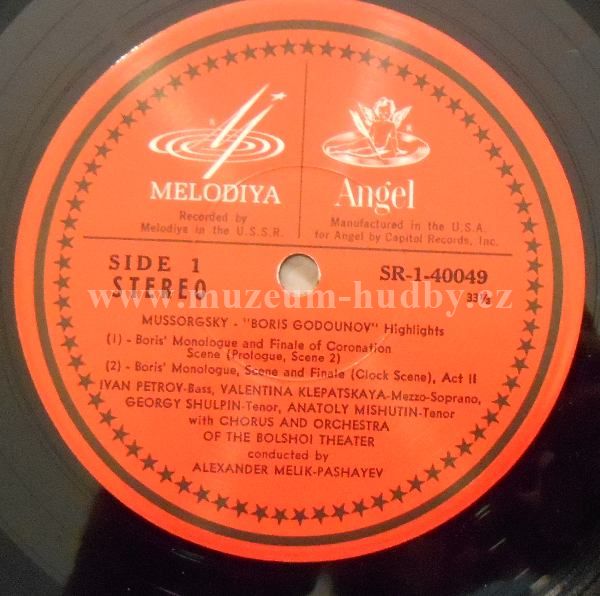 MELODIYA
Recorded by
Melodiya in the U.S.S.R.
Angel
Manufactured in the U.S.A.
for Angel by Capitol Records, Inc.
SIDE 1
STEREO
SR-1-40049
33⅓
www.muzeum-hudby.cz
MUSSORGSKY - "BORIS GODOUNOV" Highlights
(1) - Boris' Monologue and Finale of Coronation
Scene (Prologue, Scene 2)
(2) - Boris' Monologue, Scene and Finale (Clock Scene), Act II
IVAN PETROV-Bass, VALENTINA KLEPATSKAYA-Mezzo-Soprano,
GEORGY SHULPIN-Tenor, ANATOLY MISHUTIN-Tenor
with CHORUS AND ORCHESTRA
OF THE BOLSHOI THEATER
conducted by
ALEXANDER MELIK-PASHAYEV